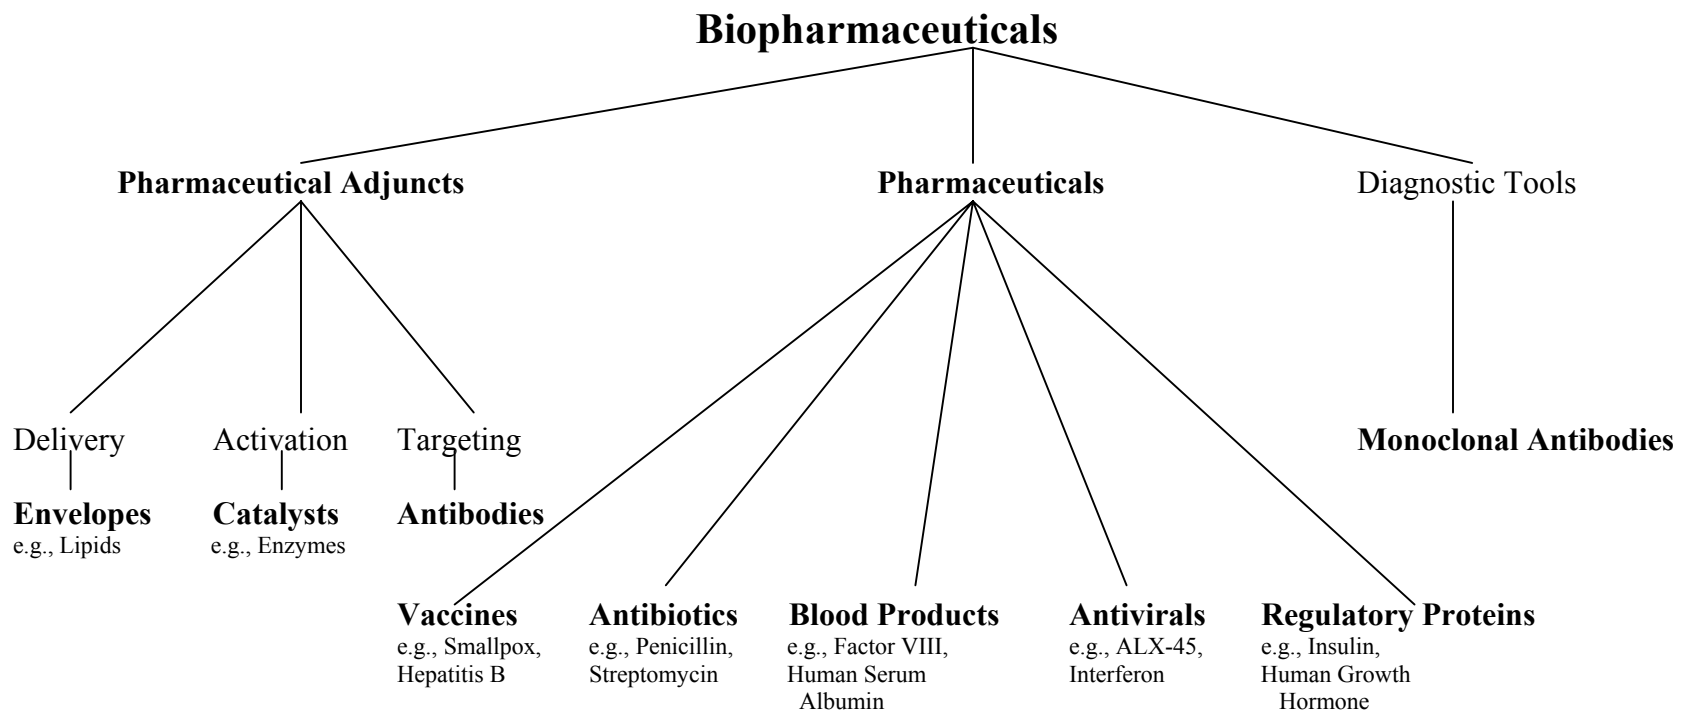 Biopharmaceuticals
Pharmaceutical Adjuncts
Pharmaceuticals
Diagnostic Tools
Delivery
Activation
Targeting
Monoclonal Antibodies
Envelopes
e.g., Lipids
Catalysts
e.g., Enzymes
Antibodies
Vaccines
e.g., Smallpox,
Hepatitis B
Antibiotics
e.g., Penicillin,
Streptomycin
Blood Products
e.g., Factor VIII,
Human Serum
Albumin
Antivirals
e.g., ALX-45,
Interferon
Regulatory Proteins
e.g., Insulin,
Human Growth
Hormone